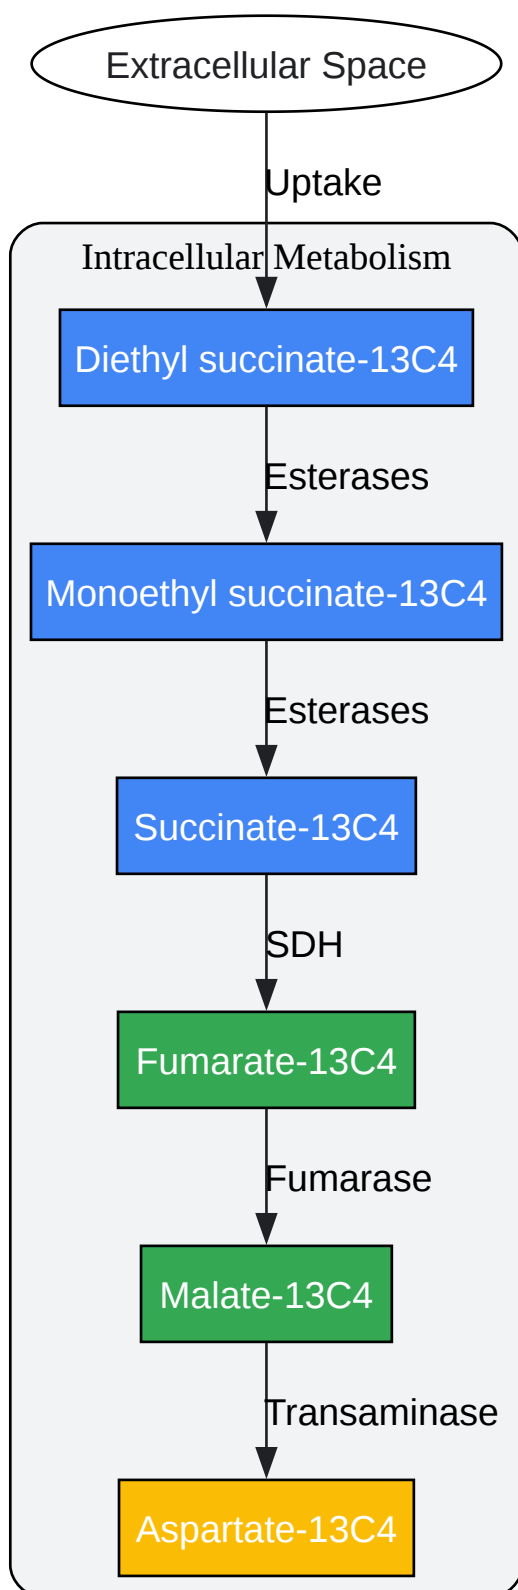 Extracellular Space
Uptake
Intracellular Metabolism
Diethyl succinate-13C4
Esterases
Monoethyl succinate-13C4
Esterases
Succinate-13C4
SDH
Fumarate-13C4
Fumarase
Malate-13C4
Transaminase
Aspartate-13C4